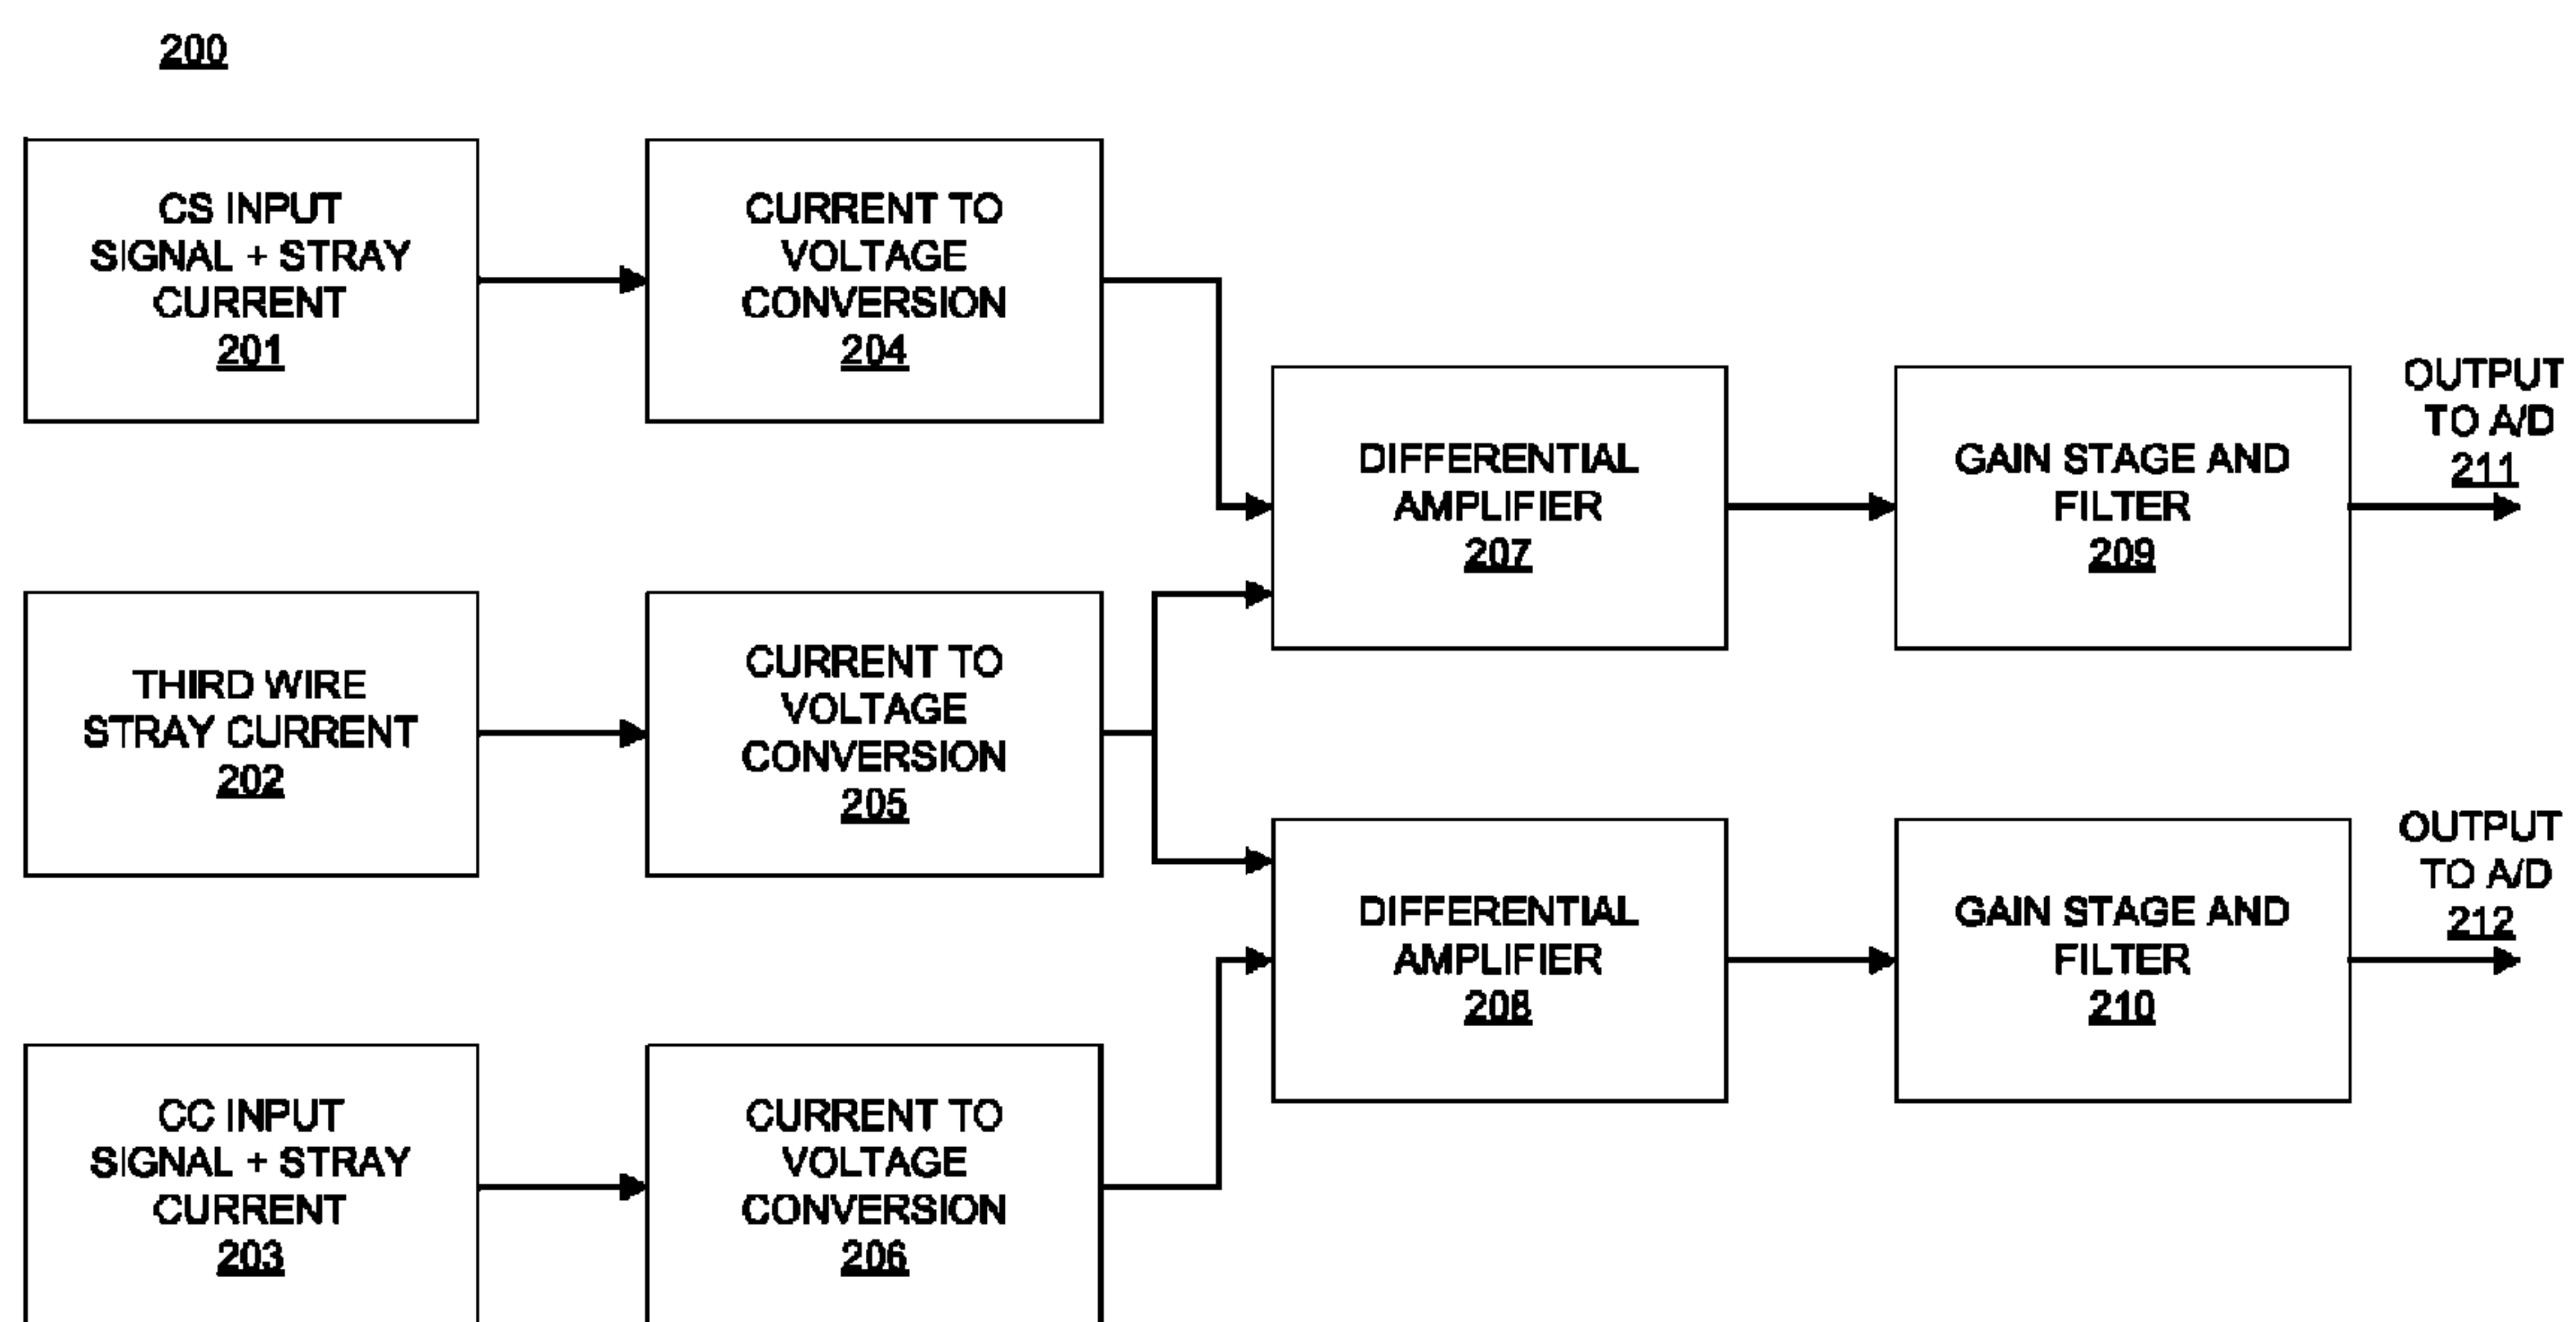 200
CS INPUT
SIGNAL + STRAY
CURRENT
201
CURRENT TO
VOLTAGE
CONVERSION
204
DIFFERENTIAL
AMPLIFIER
207
GAIN STAGE AND
FILTER
209
OUTPUT
TO A/D
211
THIRD WIRE
STRAY CURRENT
202
CURRENT TO
VOLTAGE
CONVERSION
205
DIFFERENTIAL
AMPLIFIER
208
GAIN STAGE AND
FILTER
210
OUTPUT
TO A/D
212
CC INPUT
SIGNAL + STRAY
CURRENT
203
CURRENT TO
VOLTAGE
CONVERSION
206